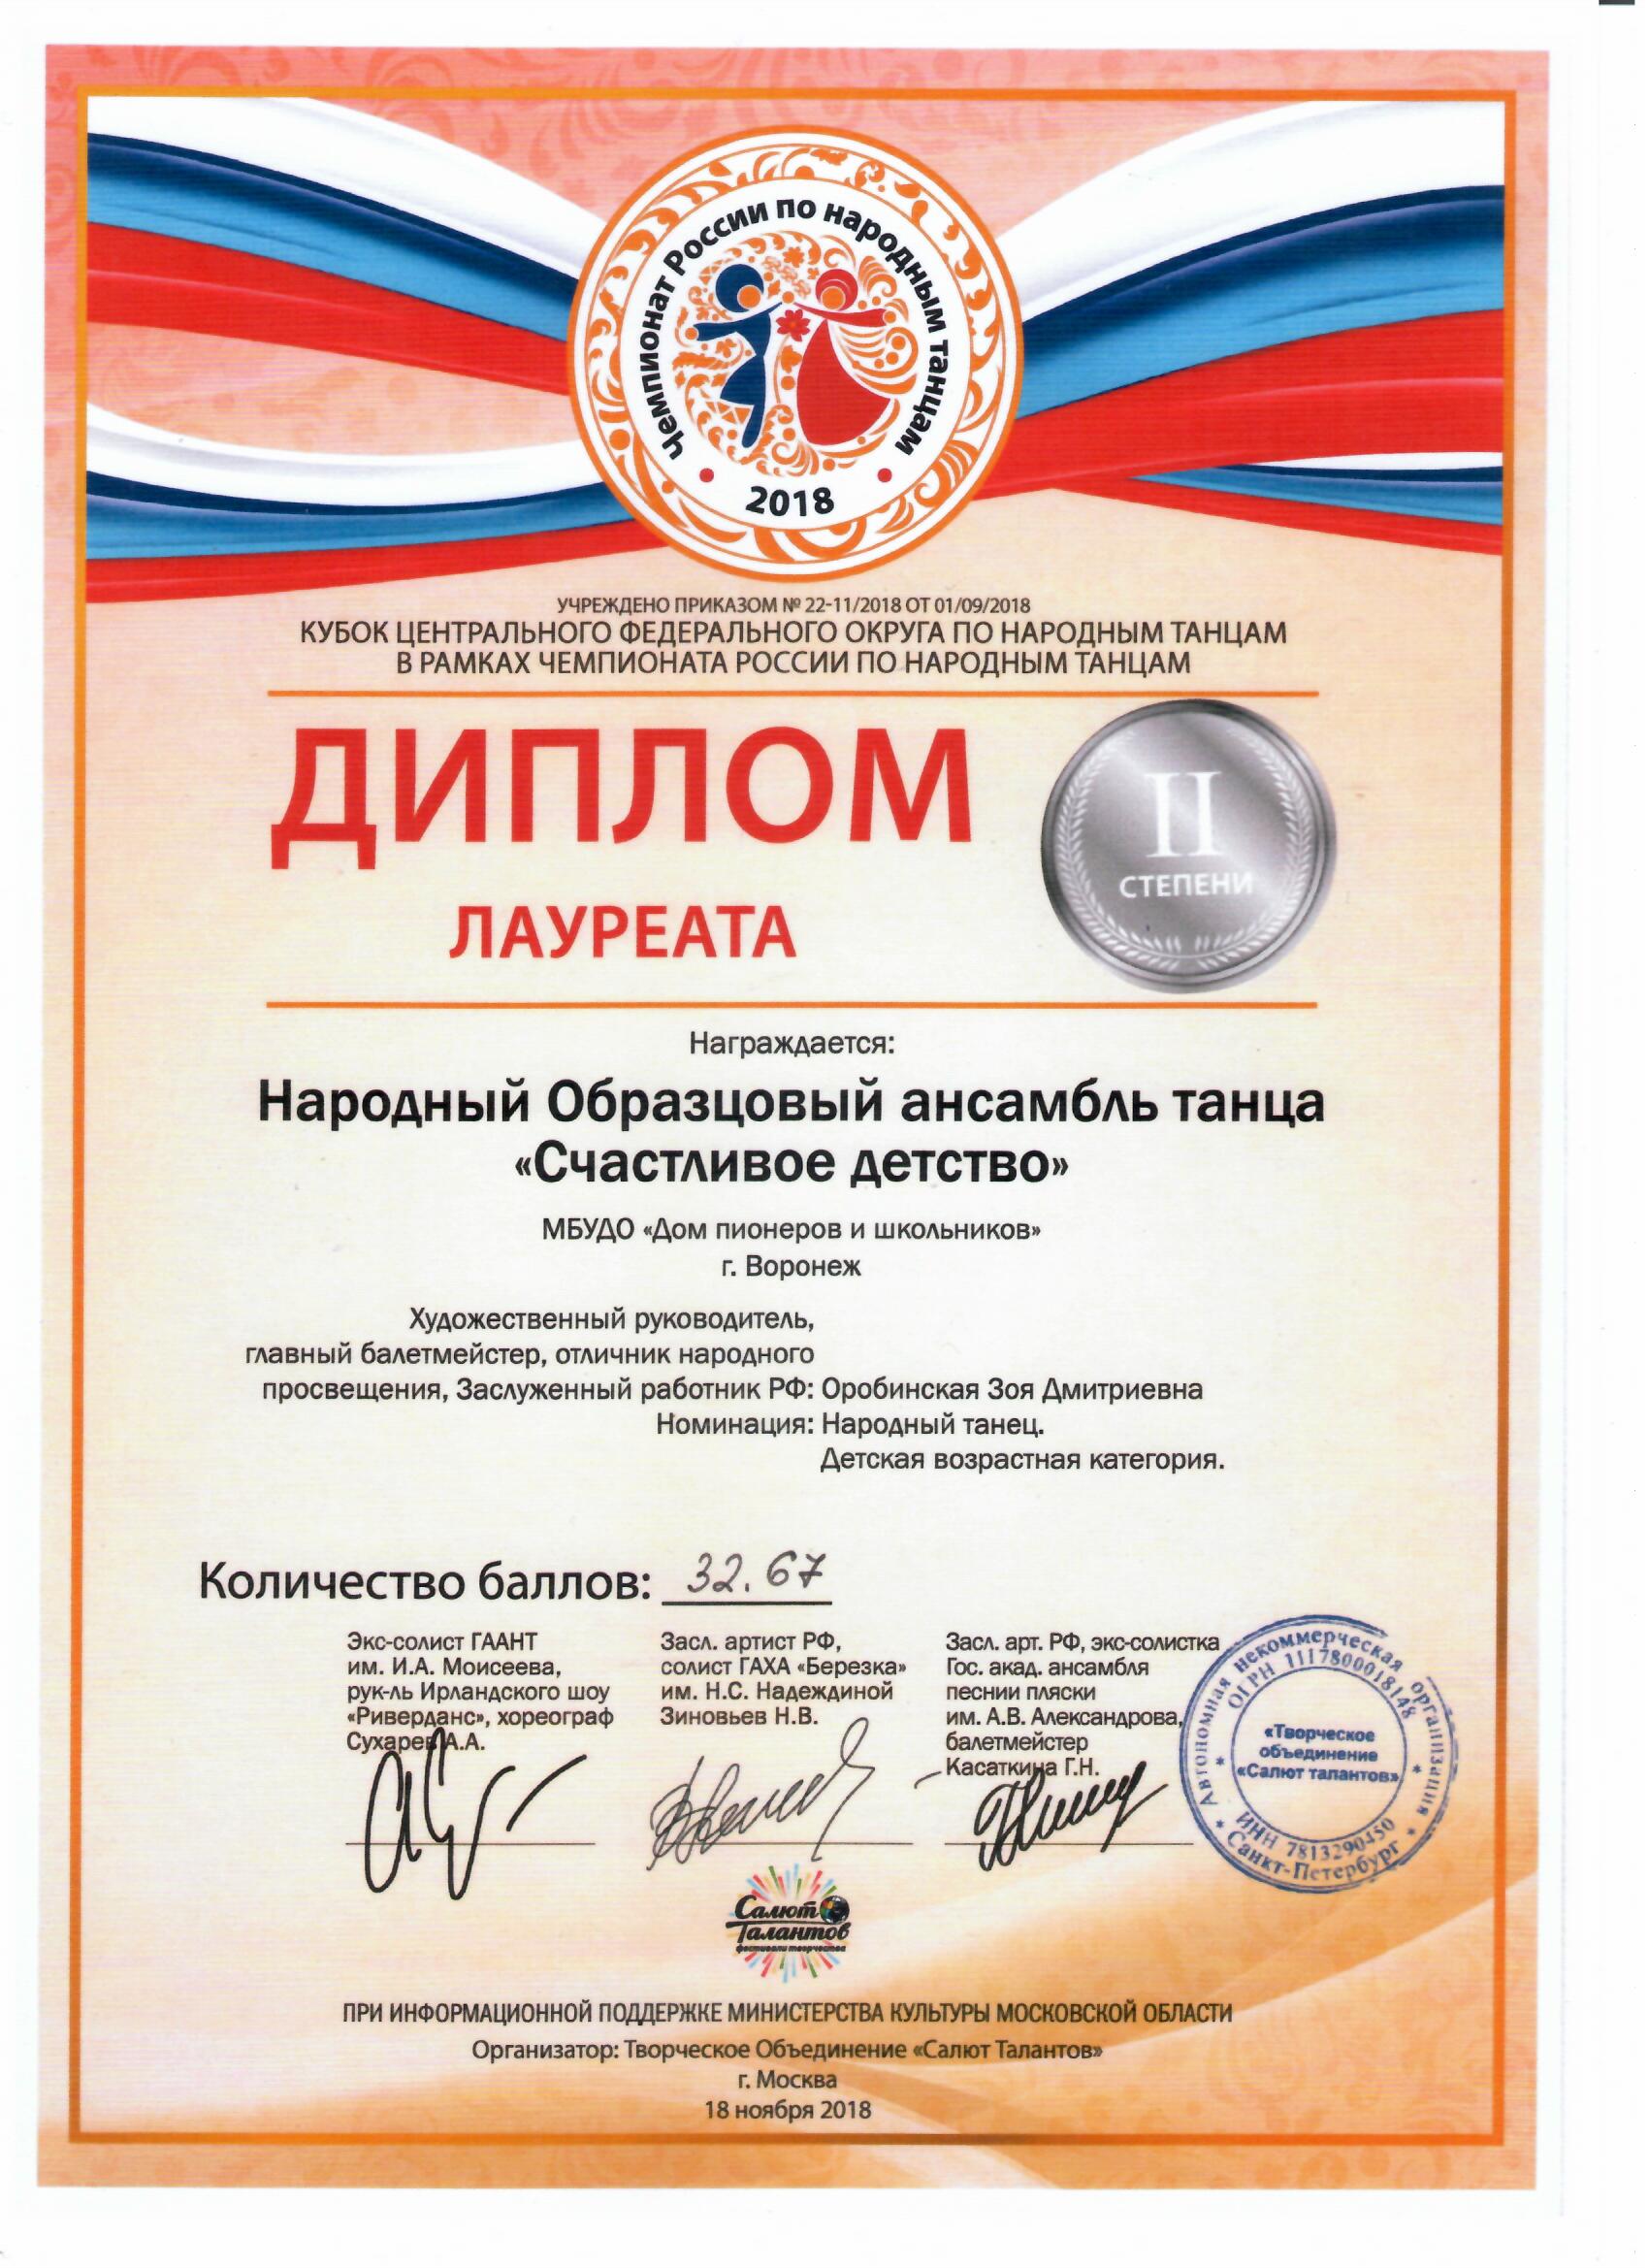 Чемпионат России по народным танцам
2018
УЧРЕЖДЕНО ПРИКАЗОМ № 22-11/2018 ОТ 01/09/2018
КУБОК ЦЕНТРАЛЬНОГО ФЕДЕРАЛЬНОГО ОКРУГА ПО НАРОДНЫМ ТАНЦАМ
В РАМКАХ ЧЕМПИОНАТА РОССИИ ПО НАРОДНЫМ ТАНЦАМ
ДИПЛОМ
ЛАУРЕАТА
II
СТЕПЕНИ
Награждается:
Народный Образцовый ансамбль танца
«Счастливое детство»
МБУДО «Дом пионеров и школьников»
г. Воронеж
Художественный руководитель,
главный балетмейстер, отличник народного
просвещения, Заслуженный работник РФ: Оробинская Зоя Дмитриевна
Номинация: Народный танец.
Детская возрастная категория.
Количество баллов: 32.67
Экс-солист ГААНТ
им. И.А. Моисеева,
рук-ль Ирландского шоу
«Риверданс», хореограф
Сухарев А.А.
Засл. артист РФ,
солист ГАХА «Березка»
им. Н.С. Надеждиной
Зиновьев Н.В.
Засл. арт. РФ, экс-солистка
Гос. акад. ансамбля
песнии пляски
им. А.В. Александрова,
балетмейстер
Касаткина Г.Н.
Автономная некоммерческая организация
ОГРН 1117800018148
«Творческое
объединение
«Салют талантов»
ИНН 7813290450
Санкт-Петербург
Салют
Талантов
фестивали творчества
ПРИ ИНФОРМАЦИОННОЙ ПОДДЕРЖКЕ МИНИСТЕРСТВА КУЛЬТУРЫ МОСКОВСКОЙ ОБЛАСТИ
Организатор: Творческое Объединение «Салют Талантов»
г. Москва
18 ноября 2018